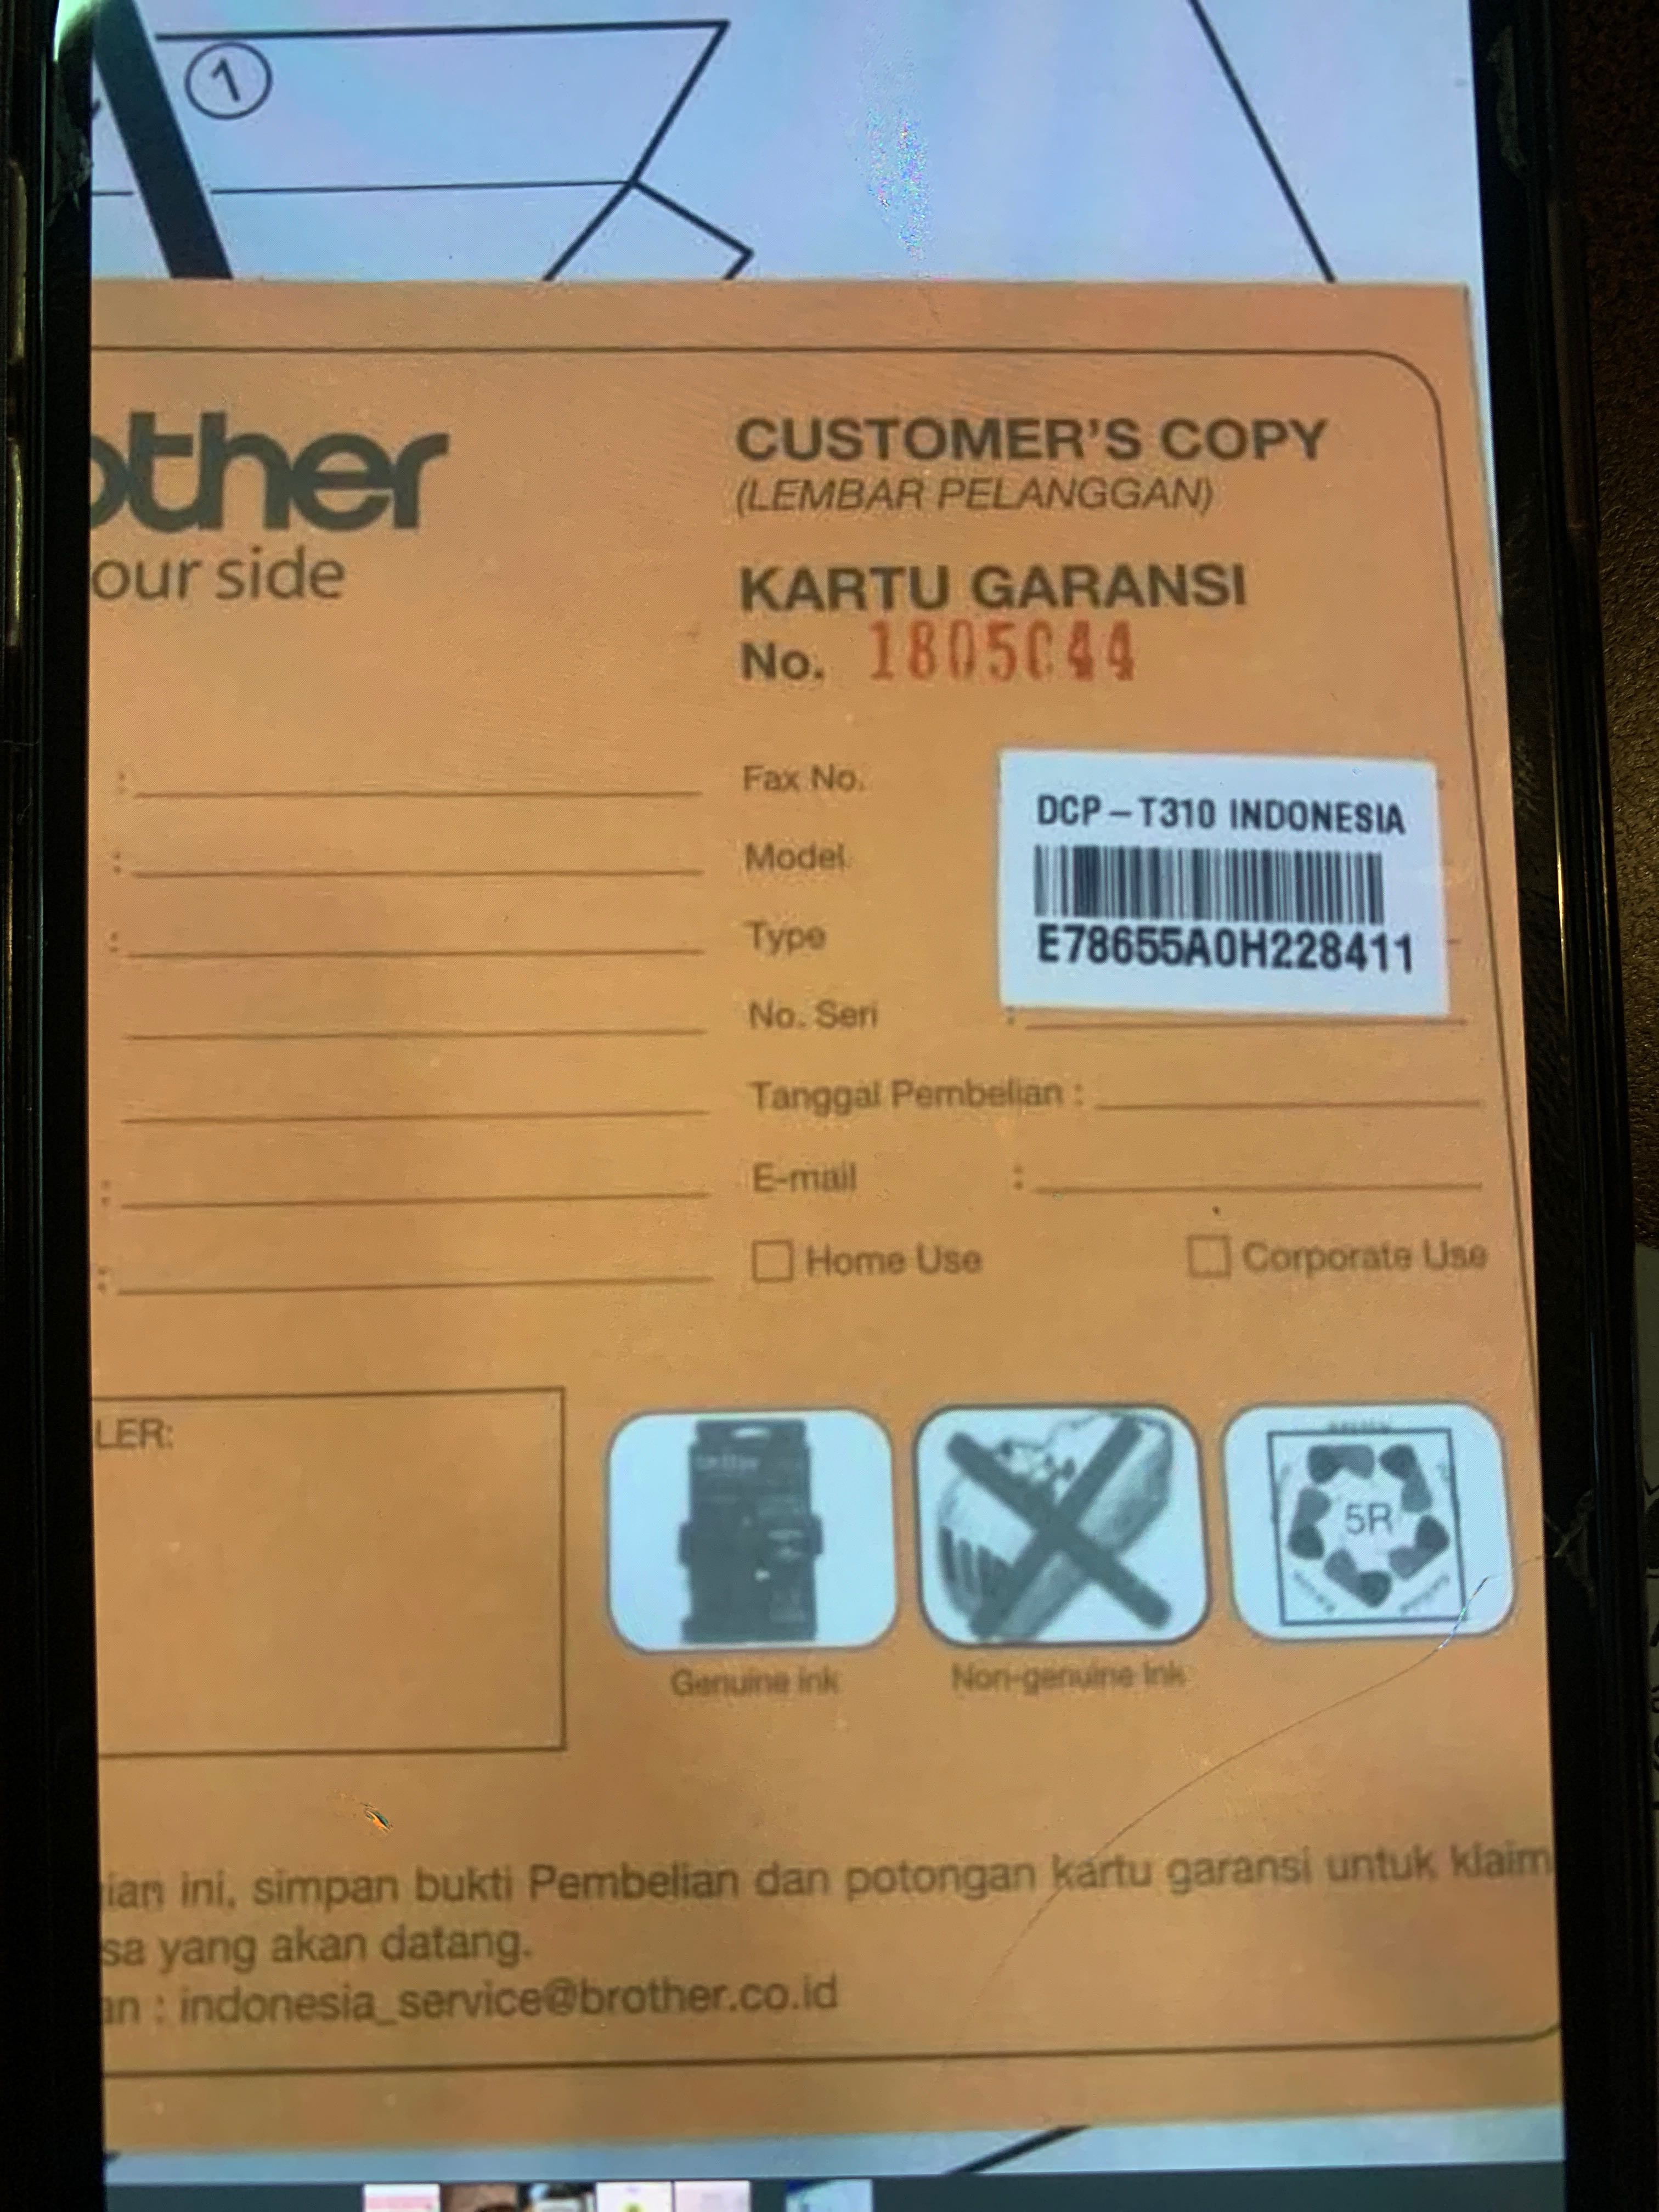 1
other
our side
CUSTOMER'S COPY
(LEMBAR PELANGGAN)
KARTU GARANSI
No. 1805044
:
Fax No.
:
Model
:
Type
DCP-T310 INDONESIA
E78655A0H228411
No. Seri :
Tanggal Pembelian :
:
E-mail :
:
Home Use
Corporate Use
LER:
5R
Genuine ink
Non-genuine ink
ian ini, simpan bukti Pembelian dan potongan kartu garansi untuk klaim
sa yang akan datang.
an : indonesia_service@brother.co.id